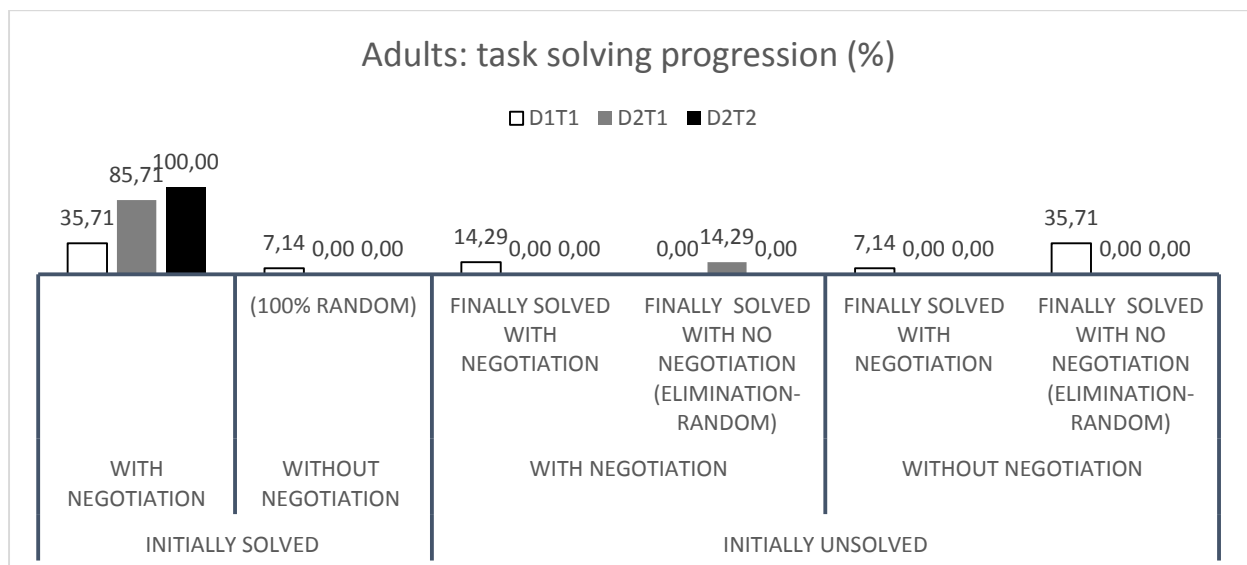 Adults: task solving progression (%)
D1T1 D2T1 D2T2
35,71 85,71 100,00 7,14 0,00 0,00 14,29 0,00 0,00 0,00 14,29 0,00 7,14 0,00 0,00 35,71 0,00 0,00
(100% RANDOM)
FINALLY SOLVED
WITH
NEGOTIATION
FINALLY SOLVED
WITH NO
NEGOTIATION
(ELIMINATION-
RANDOM)
FINALLY SOLVED
WITH
NEGOTIATION
FINALLY SOLVED
WITH NO
NEGOTIATION
(ELIMINATION-
RANDOM)
WITH
NEGOTIATION
WITHOUT
NEGOTIATION
WITH NEGOTIATION
WITHOUT NEGOTIATION
INITIALLY SOLVED
INITIALLY UNSOLVED